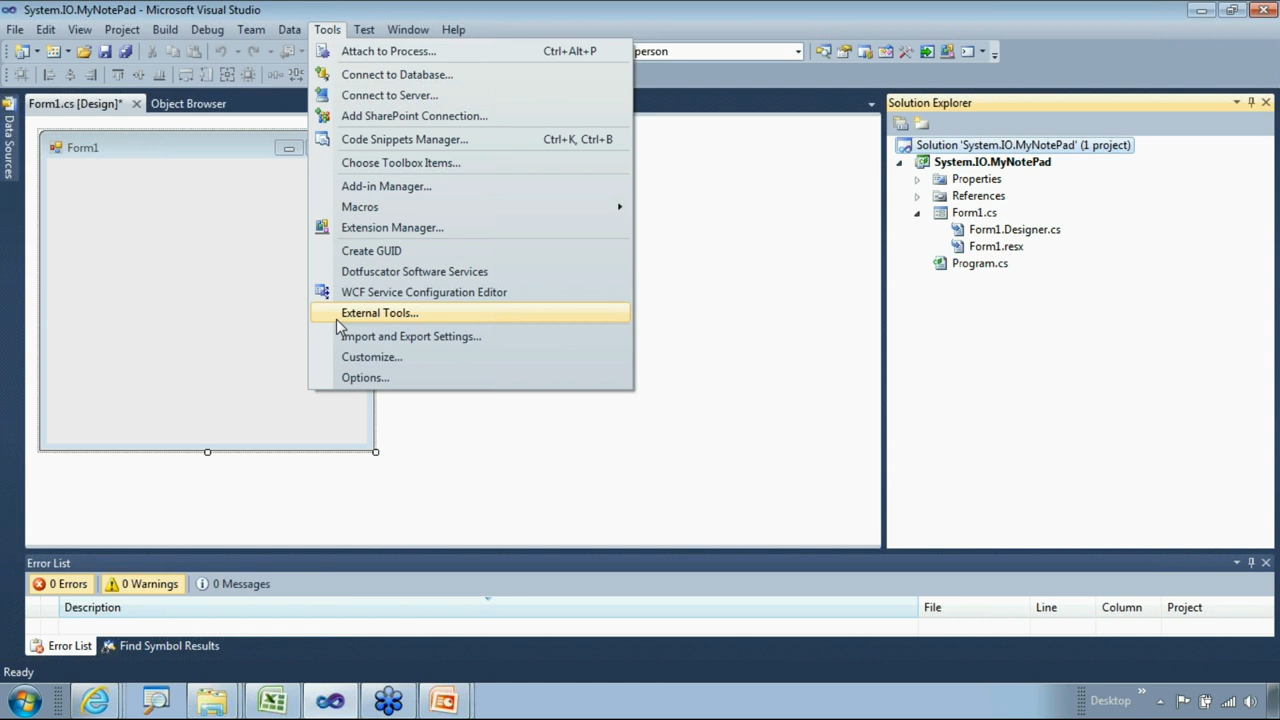 System.IO.MyNotePad - Microsoft Visual Studio
File Edit View Project Build Debug Team Data Tools Test Window Help
person
Attach to Process... Ctrl+Alt+P
Connect to Database...
Connect to Server...
Add SharePoint Connection...
Code Snippets Manager... Ctrl+K, Ctrl+B
Choose Toolbox Items...
Add-in Manager...
Macros
Extension Manager...
Create GUID
Dotfuscator Software Services
WCF Service Configuration Editor
External Tools...
Import and Export Settings...
Customize...
Options...
Data Sources
Form1.cs [Design]* Object Browser
Form1
Solution Explorer
Solution 'System.IO.MyNotePad' (1 project)
System.IO.MyNotePad
Properties
References
Form1.cs
Form1.Designer.cs
Form1.resx
Program.cs
Error List
0 Errors 0 Warnings 0 Messages
Description File Line Column Project
Error List Find Symbol Results
Ready
Desktop